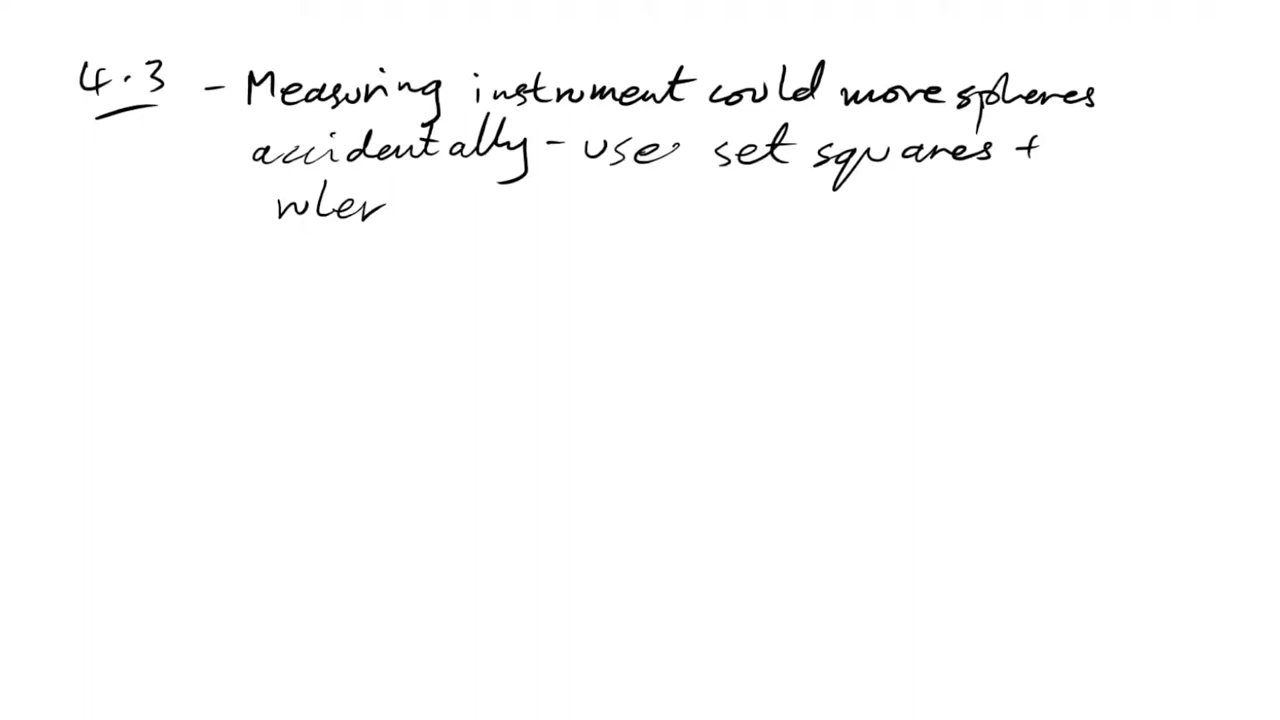 4.3 - Measuring instrument could move spheres
accidentally - use set squares +
ruler